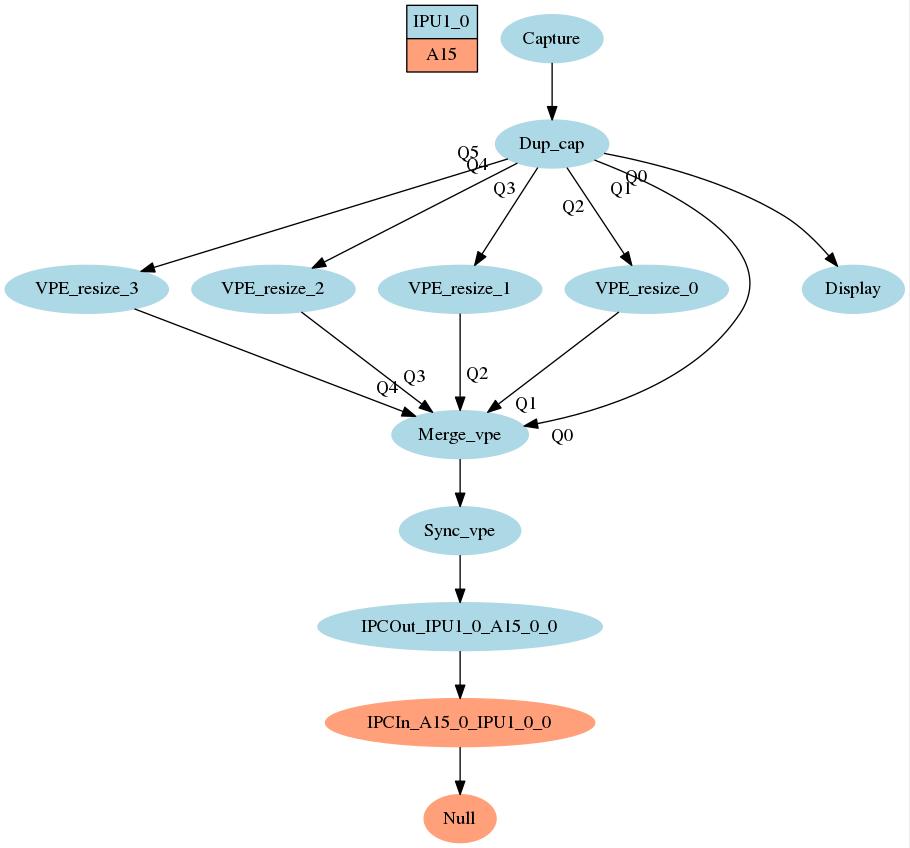 IPU1_0
Capture
A15
Dup_cap
Q5
Q4
Q3
Q2
Q1
Q0
VPE_resize_3
VPE_resize_2
VPE_resize_1
VPE_resize_0
Display
Q4
Q3
Q2
Q1
Q0
Merge_vpe
Sync_vpe
IPCOut_IPU1_0_A15_0_0
IPCIn_A15_0_IPU1_0_0
Null